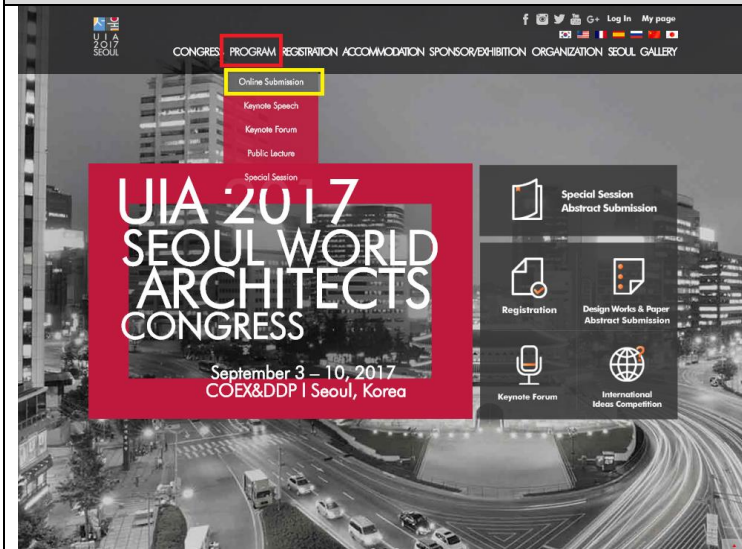 G+ Log In My page
UIA
2017
SEOUL
CONGRESS PROGRAM REGISTRATION ACCOMMODATION SPONSOR/EXHIBITION ORGANIZATION SEOUL GALLERY
Online Submission
Keynote Speech
Keynote Forum
Public Lecture
Special Session
UIA 2017
SEOUL WORLD
ARCHITECTS
CONGRESS
September 3 – 10, 2017
COEX&DDP | Seoul, Korea
Special Session
Abstract Submission
Registration
Design Works & Paper
Abstract Submission
Keynote Forum
International
Ideas Competition